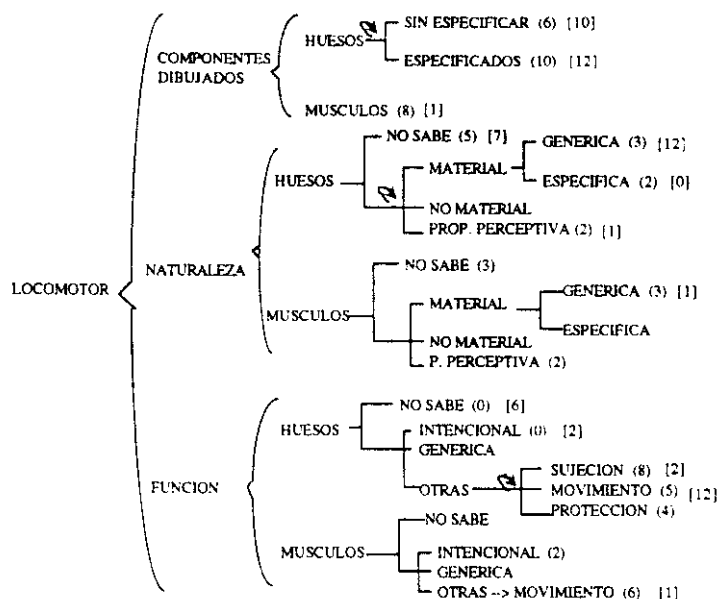 SIN ESPECIFICAR (6) [10]
HUESOS
COMPONENTES
DIBUJADOS
ESPECIFICADOS (10) [12]
MUSCULOS (8) [1]
NO SABE (5) [7]
GENERICA (3) [12]
MATERIAL
HUESOS
ESPECIFICA (2) [0]
NO MATERIAL
PROP. PERCEPTIVA (2) [1]
NATURALEZA
NO SABE (3)
LOCOMOTOR
GENERICA (3) [1]
MATERIAL
MUSCULOS
ESPECIFICA
NO MATERIAL
P. PERCEPTIVA (2)
NO SABE (0) [6]
HUESOS
INTENCIONAL (0) [2]
GENERICA
SUJECION (8) [2]
FUNCION
OTRAS
MOVIMIENTO (5) [12]
PROTECCION (4)
NO SABE
MUSCULOS
INTENCIONAL (2)
GENERICA
OTRAS --> MOVIMIENTO (6) [1]